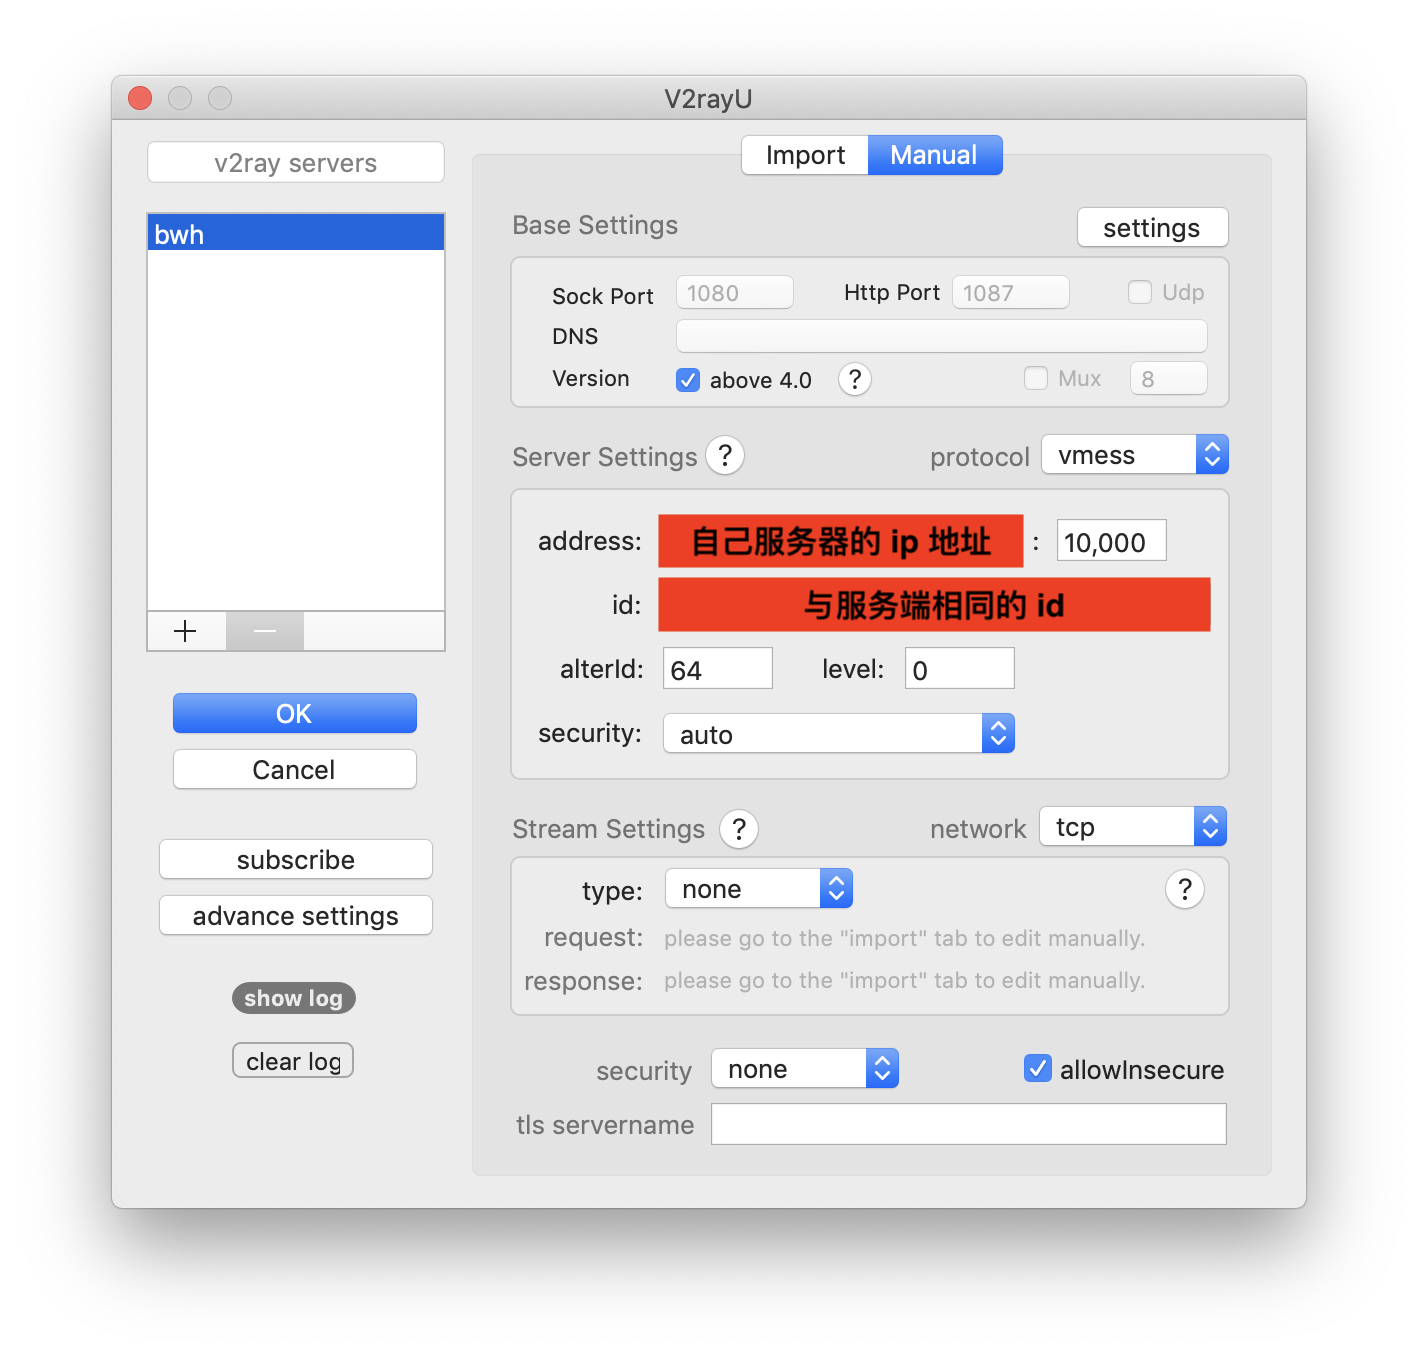 V2rayU
v2ray servers
bwh
OK
Cancel
subscribe
advance settings
show log
clear log
Import Manual
Base Settings settings
Sock Port 1080 Http Port 1087 Udp
DNS
Version above 4.0 ? Mux 8
Server Settings ? protocol vmess
address: 自己服务器的 ip 地址 : 10,000
id: 与服务端相同的 id
alterId: 64 level: 0
security: auto
Stream Settings ? network tcp
type: none ?
request: please go to the "import" tab to edit manually.
response: please go to the "import" tab to edit manually.
security none allowInsecure
tls servername